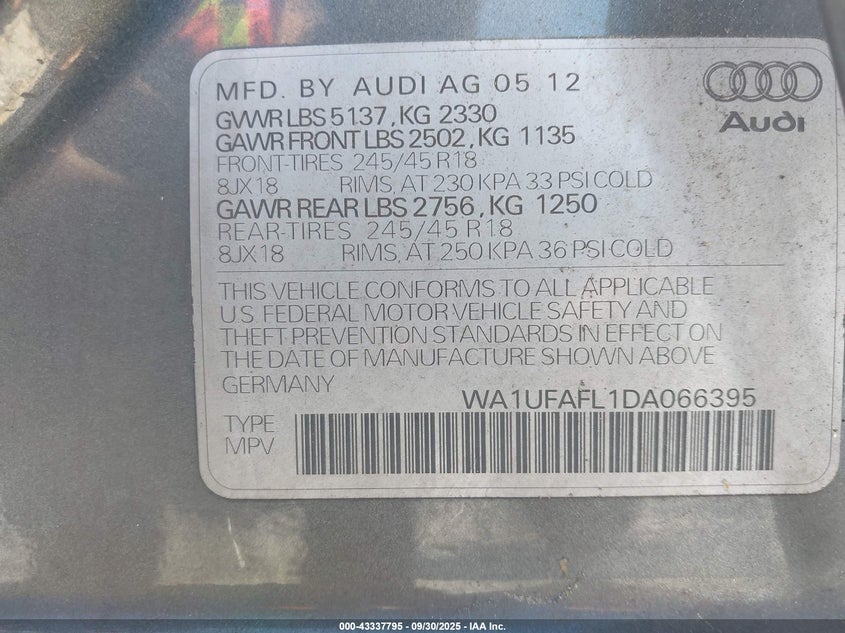 MFD. BY AUDI AG 05 12
GVWR LBS 5137, KG 2330
GAWR FRONT LBS 2502, KG 1135
FRONT-TIRES 245/45 R18
8JX18 RIMS, AT 230 KPA 33 PSI COLD
GAWR REAR LBS 2756, KG 1250
REAR-TIRES 245/45 R18
8JX18 RIMS, AT 250 KPA 36 PSI COLD
Audi
THIS VEHICLE CONFORMS TO ALL APPLICABLE
U.S. FEDERAL MOTOR VEHICLE SAFETY AND
THEFT PREVENTION STANDARDS IN EFFECT ON
THE DATE OF MANUFACTURE SHOWN ABOVE
GERMANY
WA1UFAFL1DA066395
TYPE
MPV
000-43337795 - 09/30/2025 - IAA Inc.